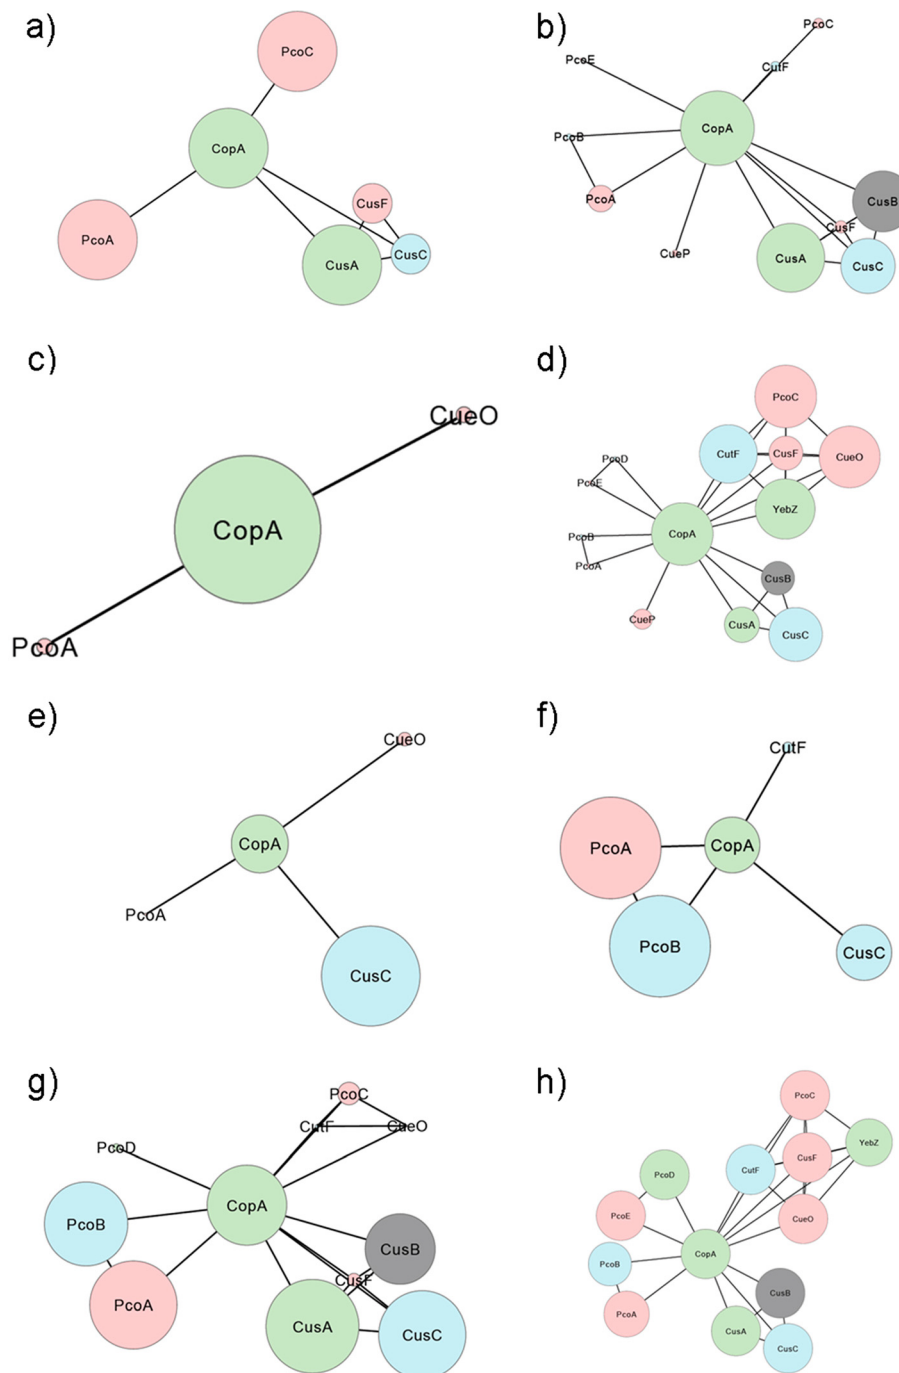 a)
PcoC
CopA
CusF
PcoA
CusC
CusA
b)
PcoC
PcoE
CutF
CopA
PcoB
PcoA
CusB
CusF
CueP
CusA
CusC
c)
CueO
CopA
PcoA
d)
PcoC
PcoD
CutF
CusF
CueO
PcoE
YebZ
PcoB
CopA
PcoA
CusB
CueP
CusA
CusC
e)
CueO
CopA
PcoA
CusC
f)
CutF
PcoA
CopA
PcoB
CusC
g)
PcoC
CutF
CueO
PcoD
CopA
PcoB
CusB
CusF
PcoA
CusA
CusC
h)
PcoC
YebZ
CusF
CutF
PcoD
PcoE
CueO
CopA
PcoB
CusB
PcoA
CusA
CusC